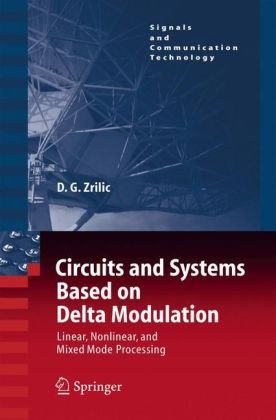 Signals
and
Communication
Technology
D. G. Zrilic
Circuits and Systems
Based on
Delta Modulation
Linear, Nonlinear, and
Mixed Mode Processing
Springer